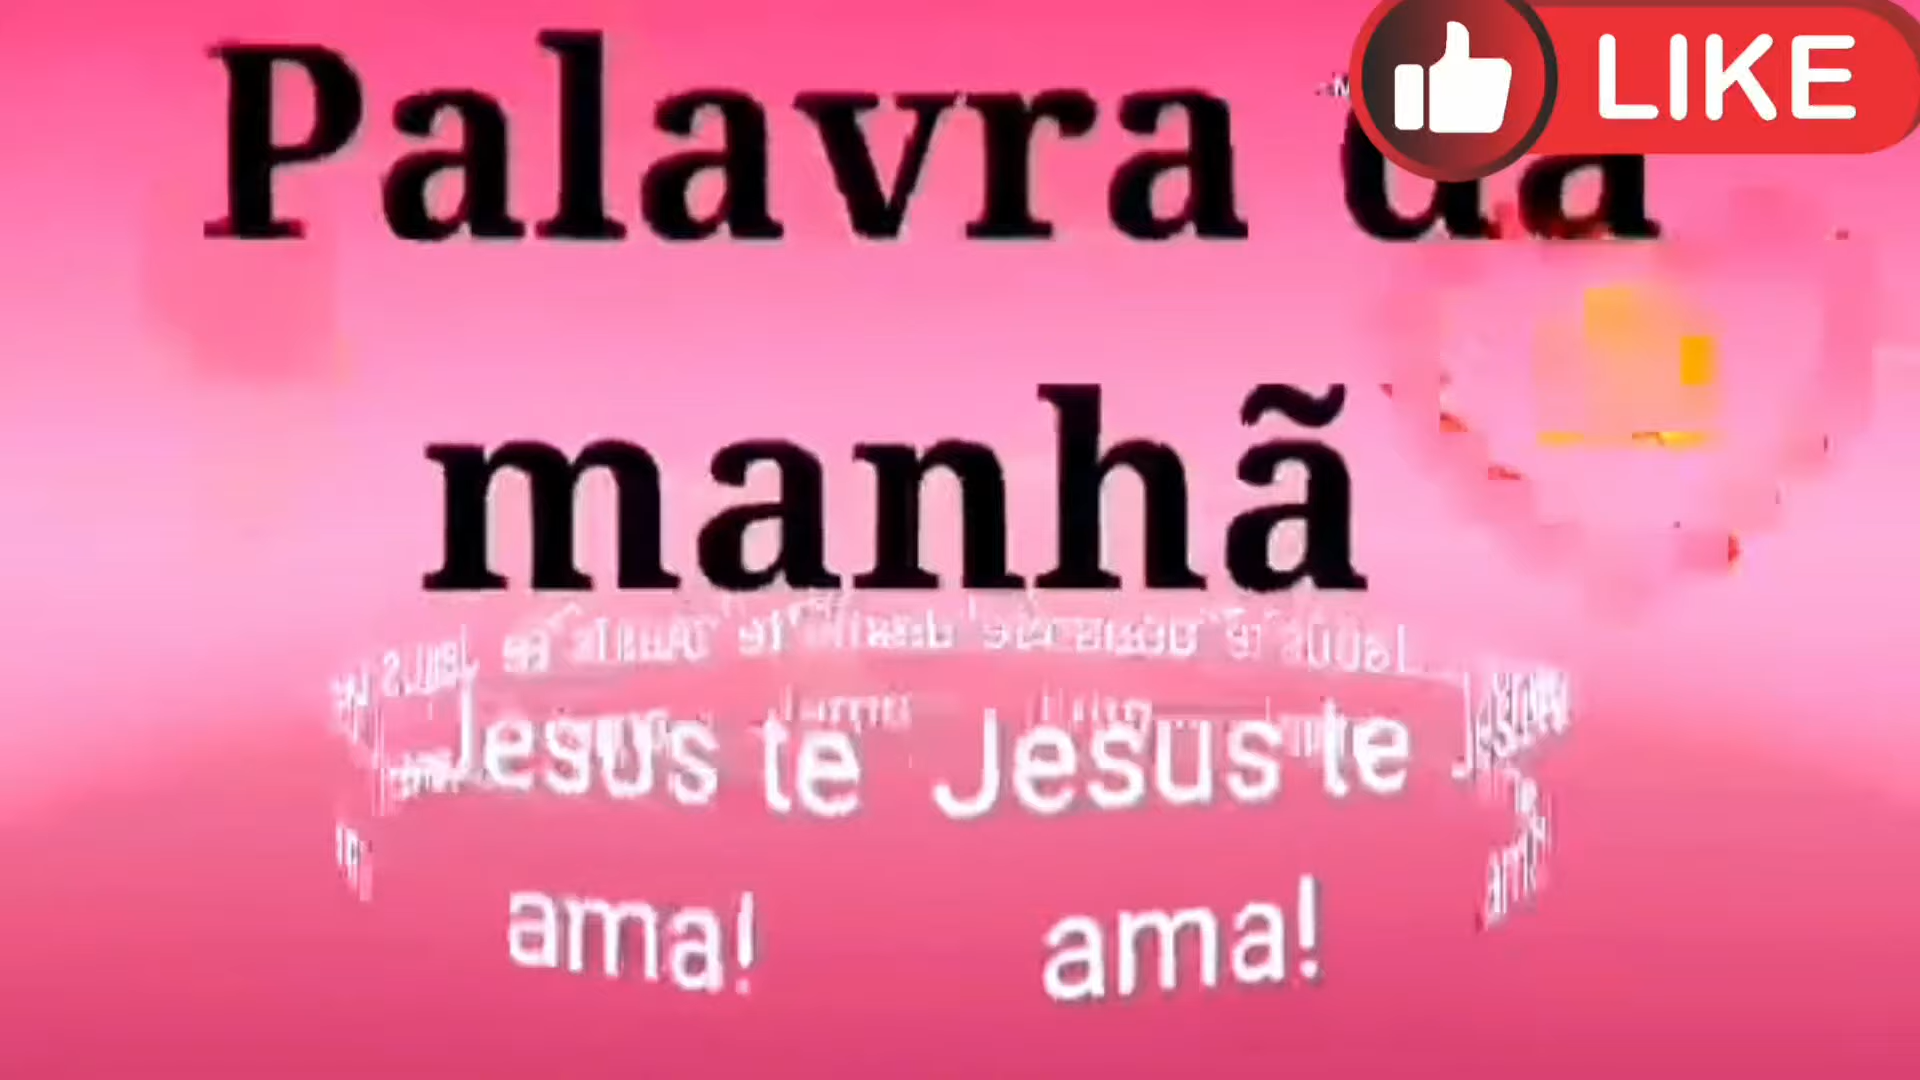 LIKE
Palavra da
manhã
Jesus te Jesus te
ama! ama!